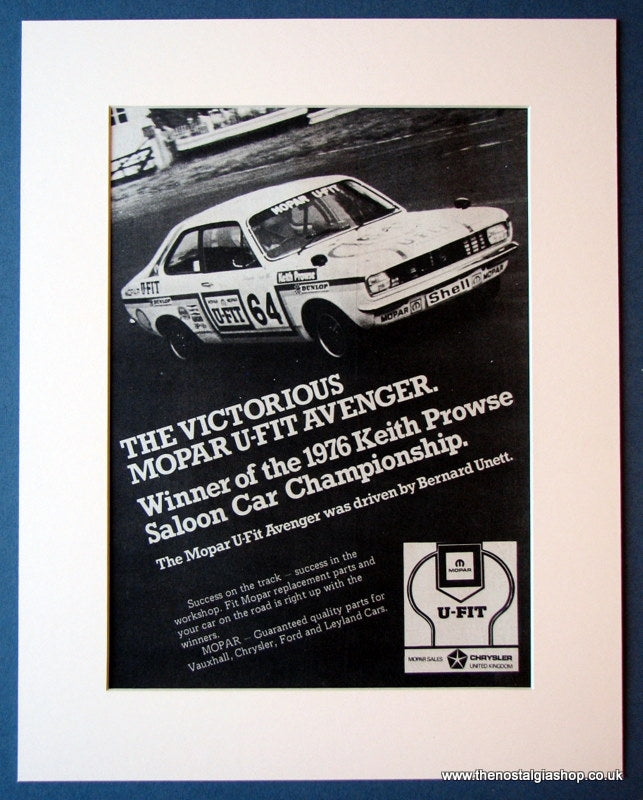 MOPAR U-FIT
U-FIT
DUNLOP
Keith Prowse
DUNLOP
U-FIT
64
MOPAR
Shell
MOPAR
THE VICTORIOUS
MOPAR U-FIT AVENGER.
Winner of the 1976 Keith Prowse
Saloon Car Championship.
The Mopar U-Fit Avenger was driven by Bernard Unett.
Success on the track – success in the
workshop. Fit Mopar replacement parts and
your car on the road is right up with the
winners.
MOPAR – Guaranteed quality parts for
Vauxhall, Chrysler, Ford and Leyland Cars.
MOPAR
U-FIT
MOPAR SALES
CHRYSLER
UNITED KINGDOM
www.thenostalgiashop.co.uk